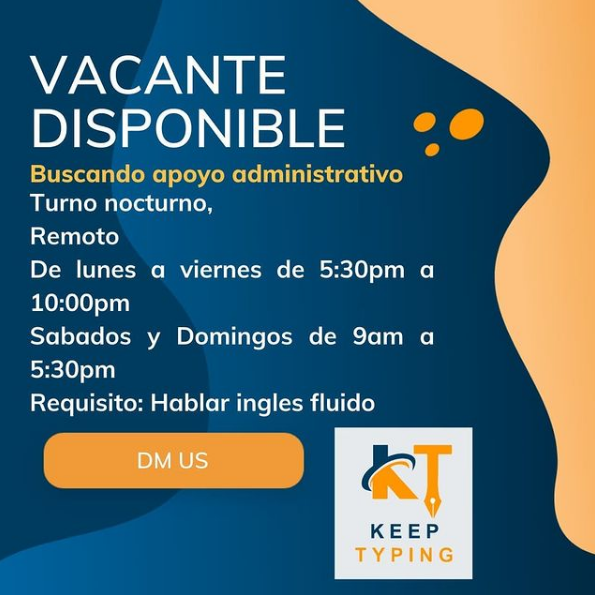 VACANTE
DISPONIBLE
Buscando apoyo administrativo
Turno nocturno,
Remoto
De lunes a viernes de 5:30pm a
10:00pm
Sabados y Domingos de 9am a
5:30pm
Requisito: Hablar ingles fluido
DM US
KT
KEEP
TYPING